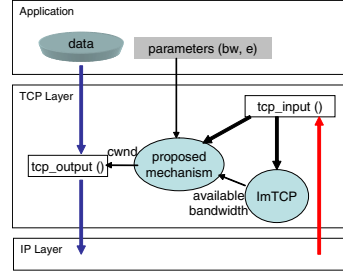 Application
data
parameters (bw, e)
TCP Layer
tcp_input ()
cwnd
tcp_output ()
proposed
mechanism
ImTCP
available
bandwidth
IP Layer